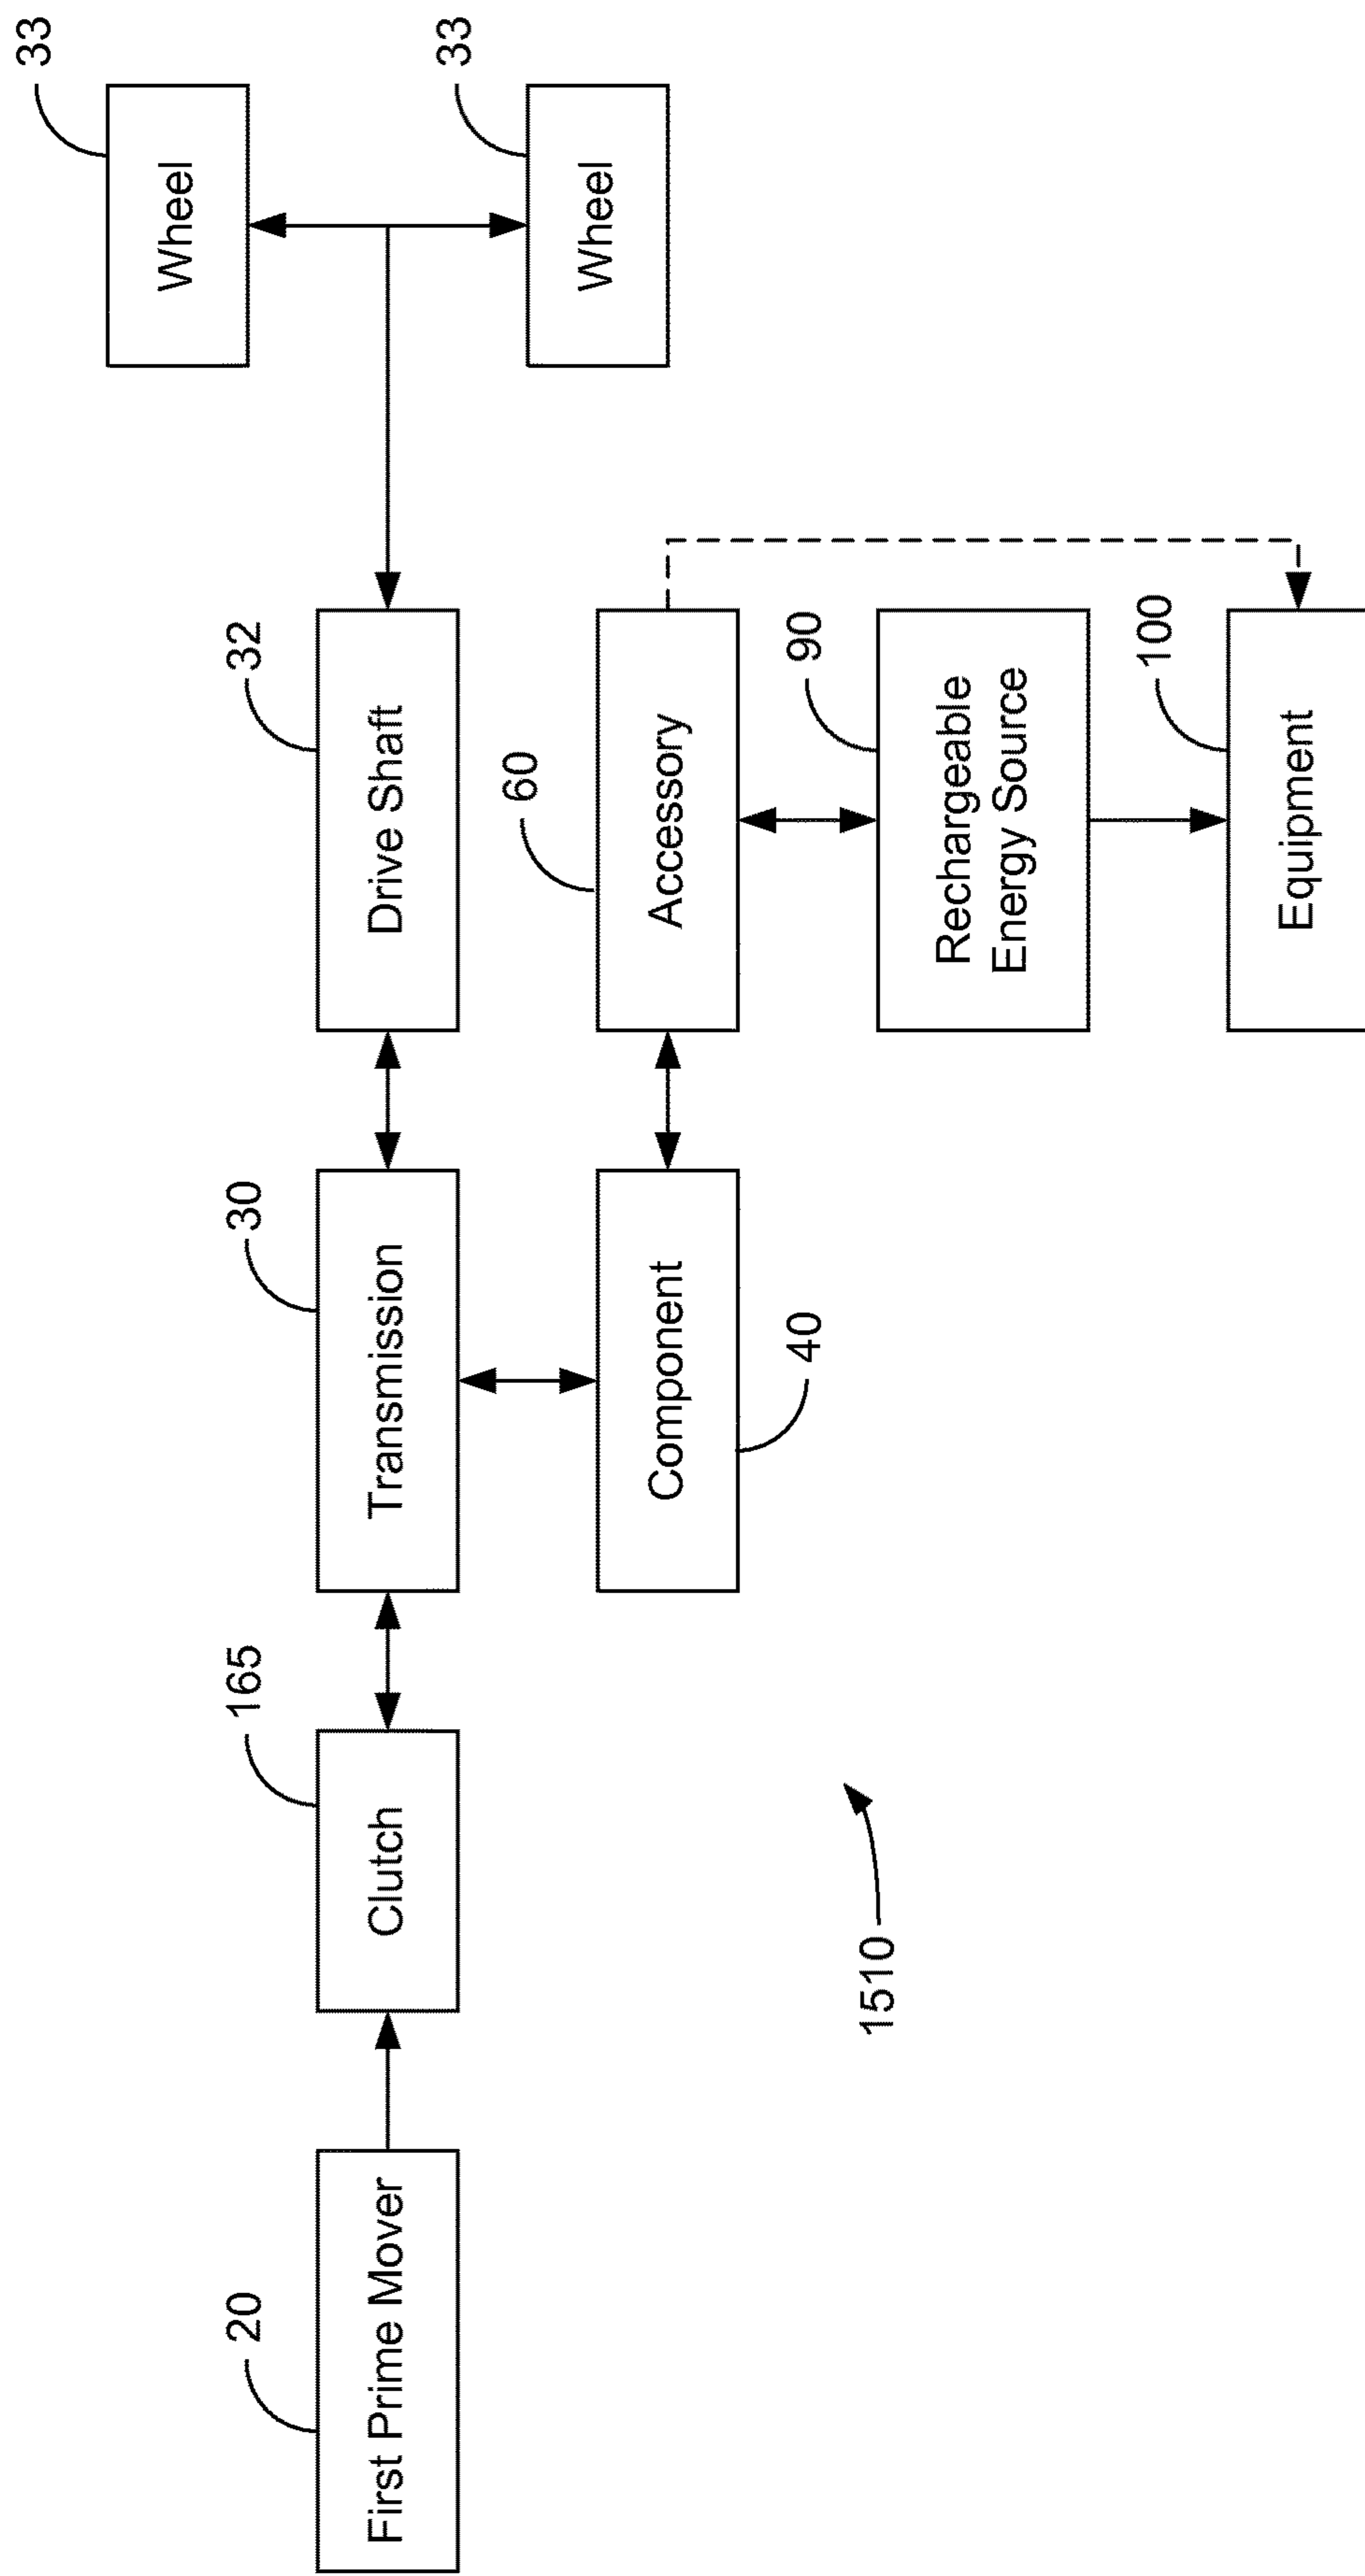 33
Wheel
33
Wheel
20
First Prime Mover
165
Clutch
30
Transmission
32
Drive Shaft
40
Component
60
Accessory
90
Rechargeable
Energy Source
100
Equipment
1510